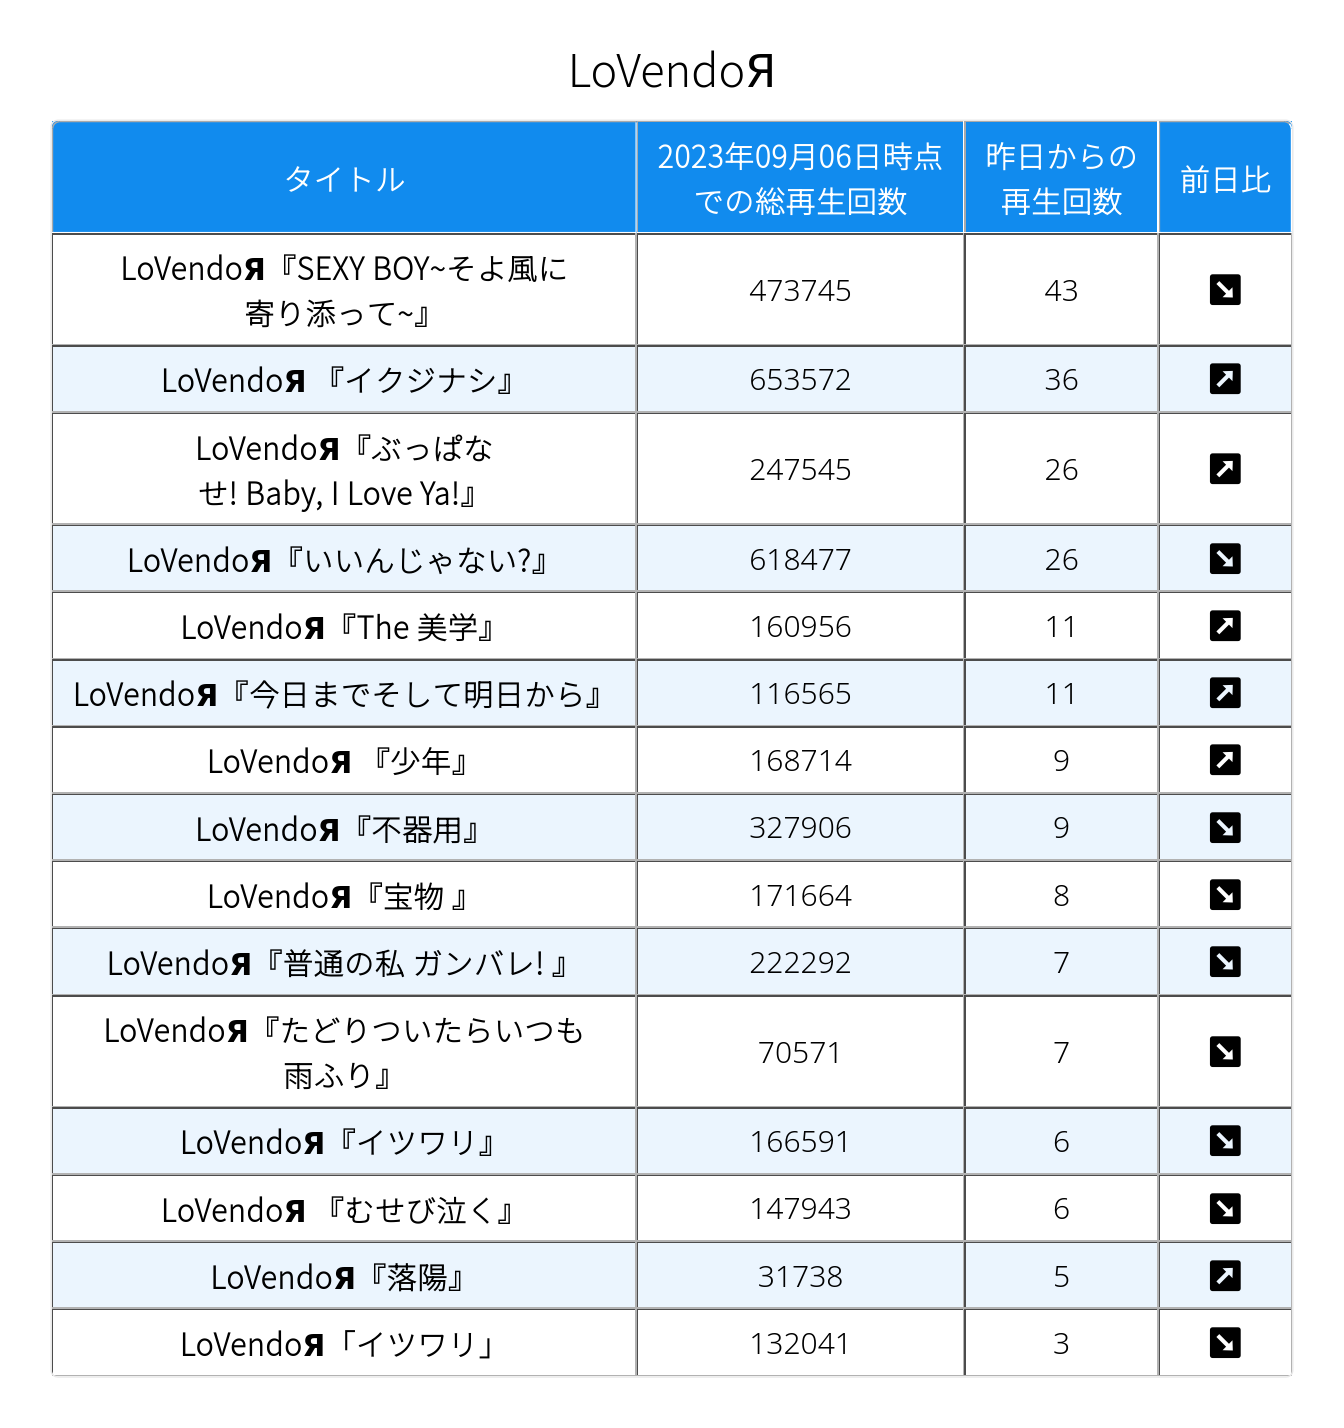 LoVendoЯ
タイトル
2023年09月06日時点
での総再生回数
昨日からの
再生回数
前日比
LoVendoЯ『SEXY BOY~そよ風に
寄り添って~』
473745
43
LoVendoЯ 『イクジナシ』
653572
36
LoVendoЯ『ぶっぱな
せ! Baby, I Love Ya!』
247545
26
LoVendoЯ『いいんじゃない?』
618477
26
LoVendoЯ『The 美学』
160956
11
LoVendoЯ『今日までそして明日から』
116565
11
LoVendoЯ 『少年』
168714
9
LoVendoЯ『不器用』
327906
9
LoVendoЯ『宝物 』
171664
8
LoVendoЯ『普通の私 ガンバレ! 』
222292
7
LoVendoЯ『たどりついたらいつも
雨ふり』
70571
7
LoVendoЯ『イツワリ』
166591
6
LoVendoЯ 『むせび泣く』
147943
6
LoVendoЯ『落陽』
31738
5
LoVendoЯ「イツワリ」
132041
3